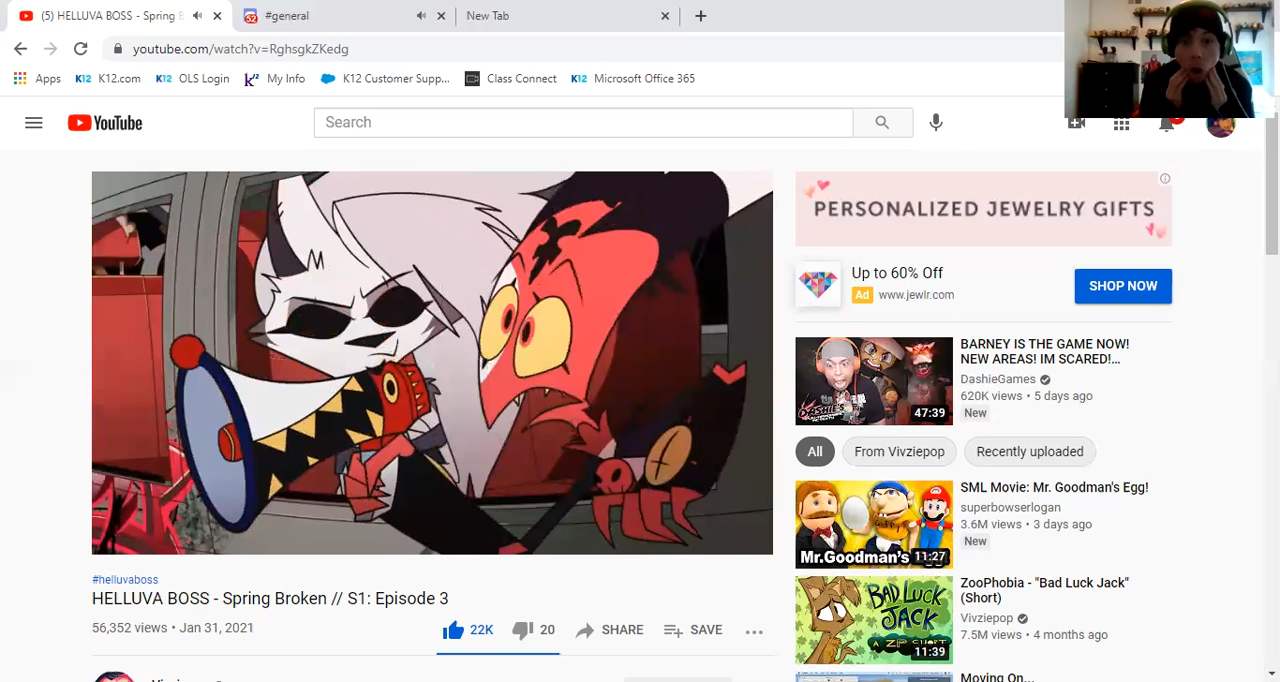 (5) HELLUVA BOSS - Spring
#general
New Tab
youtube.com/watch?v=RghsgkZKedg
Apps
K12 K12.com
K12 OLS Login
k12 My Info
K12 Customer Supp...
Class Connect
K12 Microsoft Office 365
YouTube
Search
PERSONALIZED JEWELRY GIFTS
Up to 60% Off
Ad www.jewlr.com
SHOP NOW
BARNEY IS THE GAME NOW!
NEW AREAS! IM SCARED!...
DashieGames
620K views • 5 days ago
New
47:39
All
From Vivziepop
Recently uploaded
SML Movie: Mr. Goodman's Egg!
superbowserlogan
3.6M views • 3 days ago
New
Mr.Goodman's
11:27
ZooPhobia - "Bad Luck Jack"
(Short)
Vivziepop
7.5M views • 4 months ago
BAD LUCK
JACK
A ZP SHORT
11:39
Moving On...
#helluvaboss
HELLUVA BOSS - Spring Broken // S1: Episode 3
56,352 views • Jan 31, 2021
22K
20
SHARE
SAVE